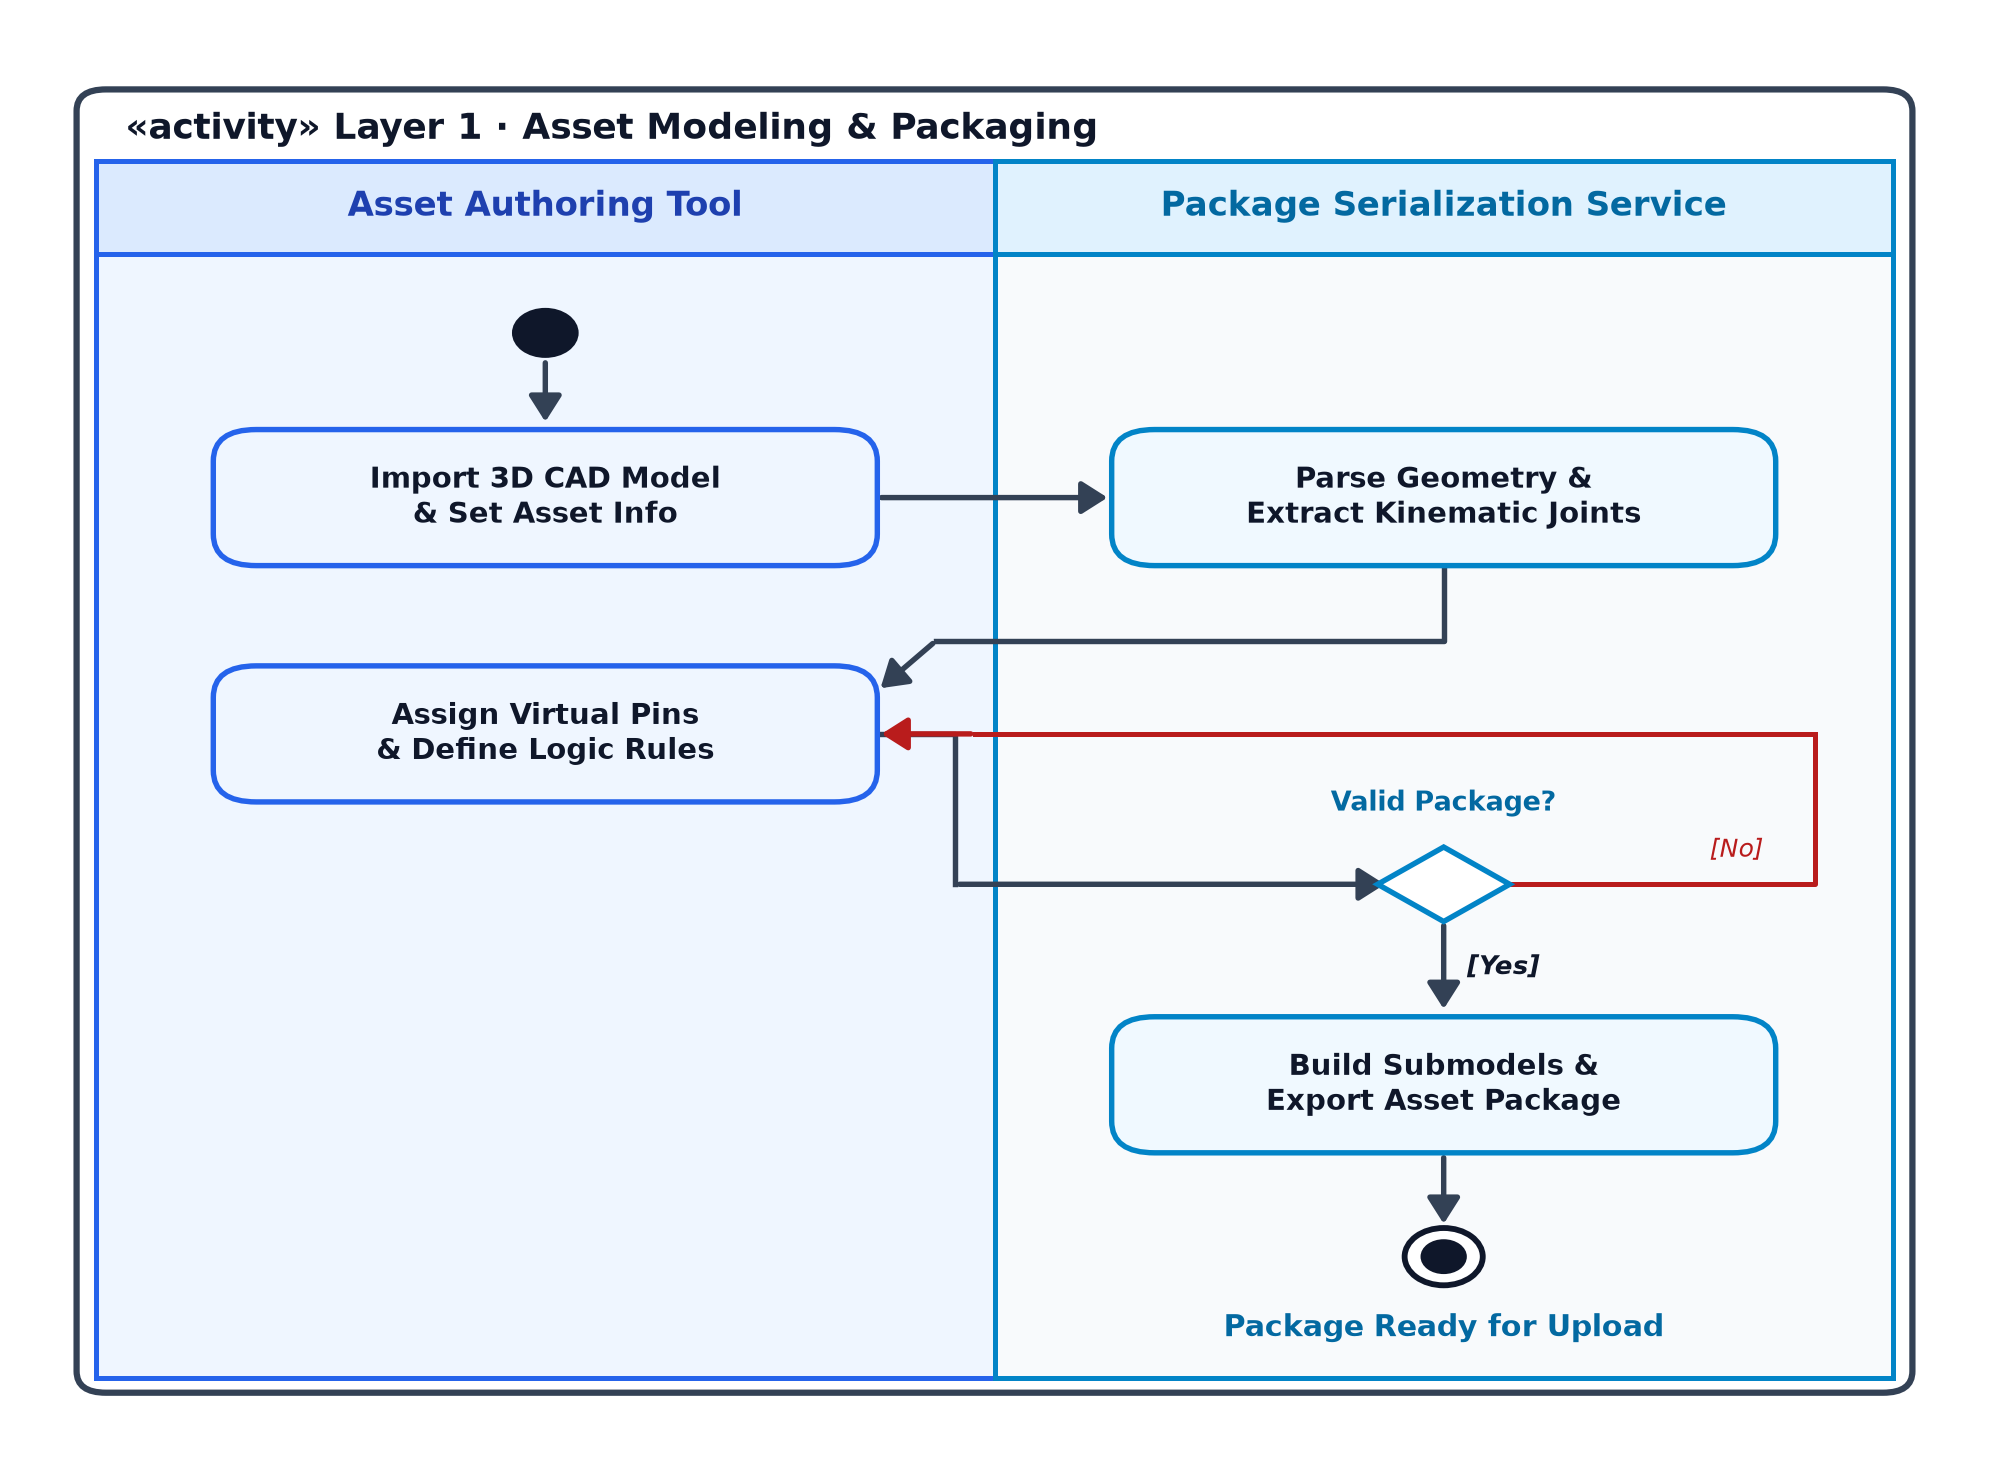 «activity» Layer 1 · Asset Modeling & Packaging
Asset Authoring Tool
Package Serialization Service
Import 3D CAD Model
& Set Asset Info
Parse Geometry &
Extract Kinematic Joints
Assign Virtual Pins
& Define Logic Rules
Valid Package?
[No]
[Yes]
Build Submodels &
Export Asset Package
Package Ready for Upload